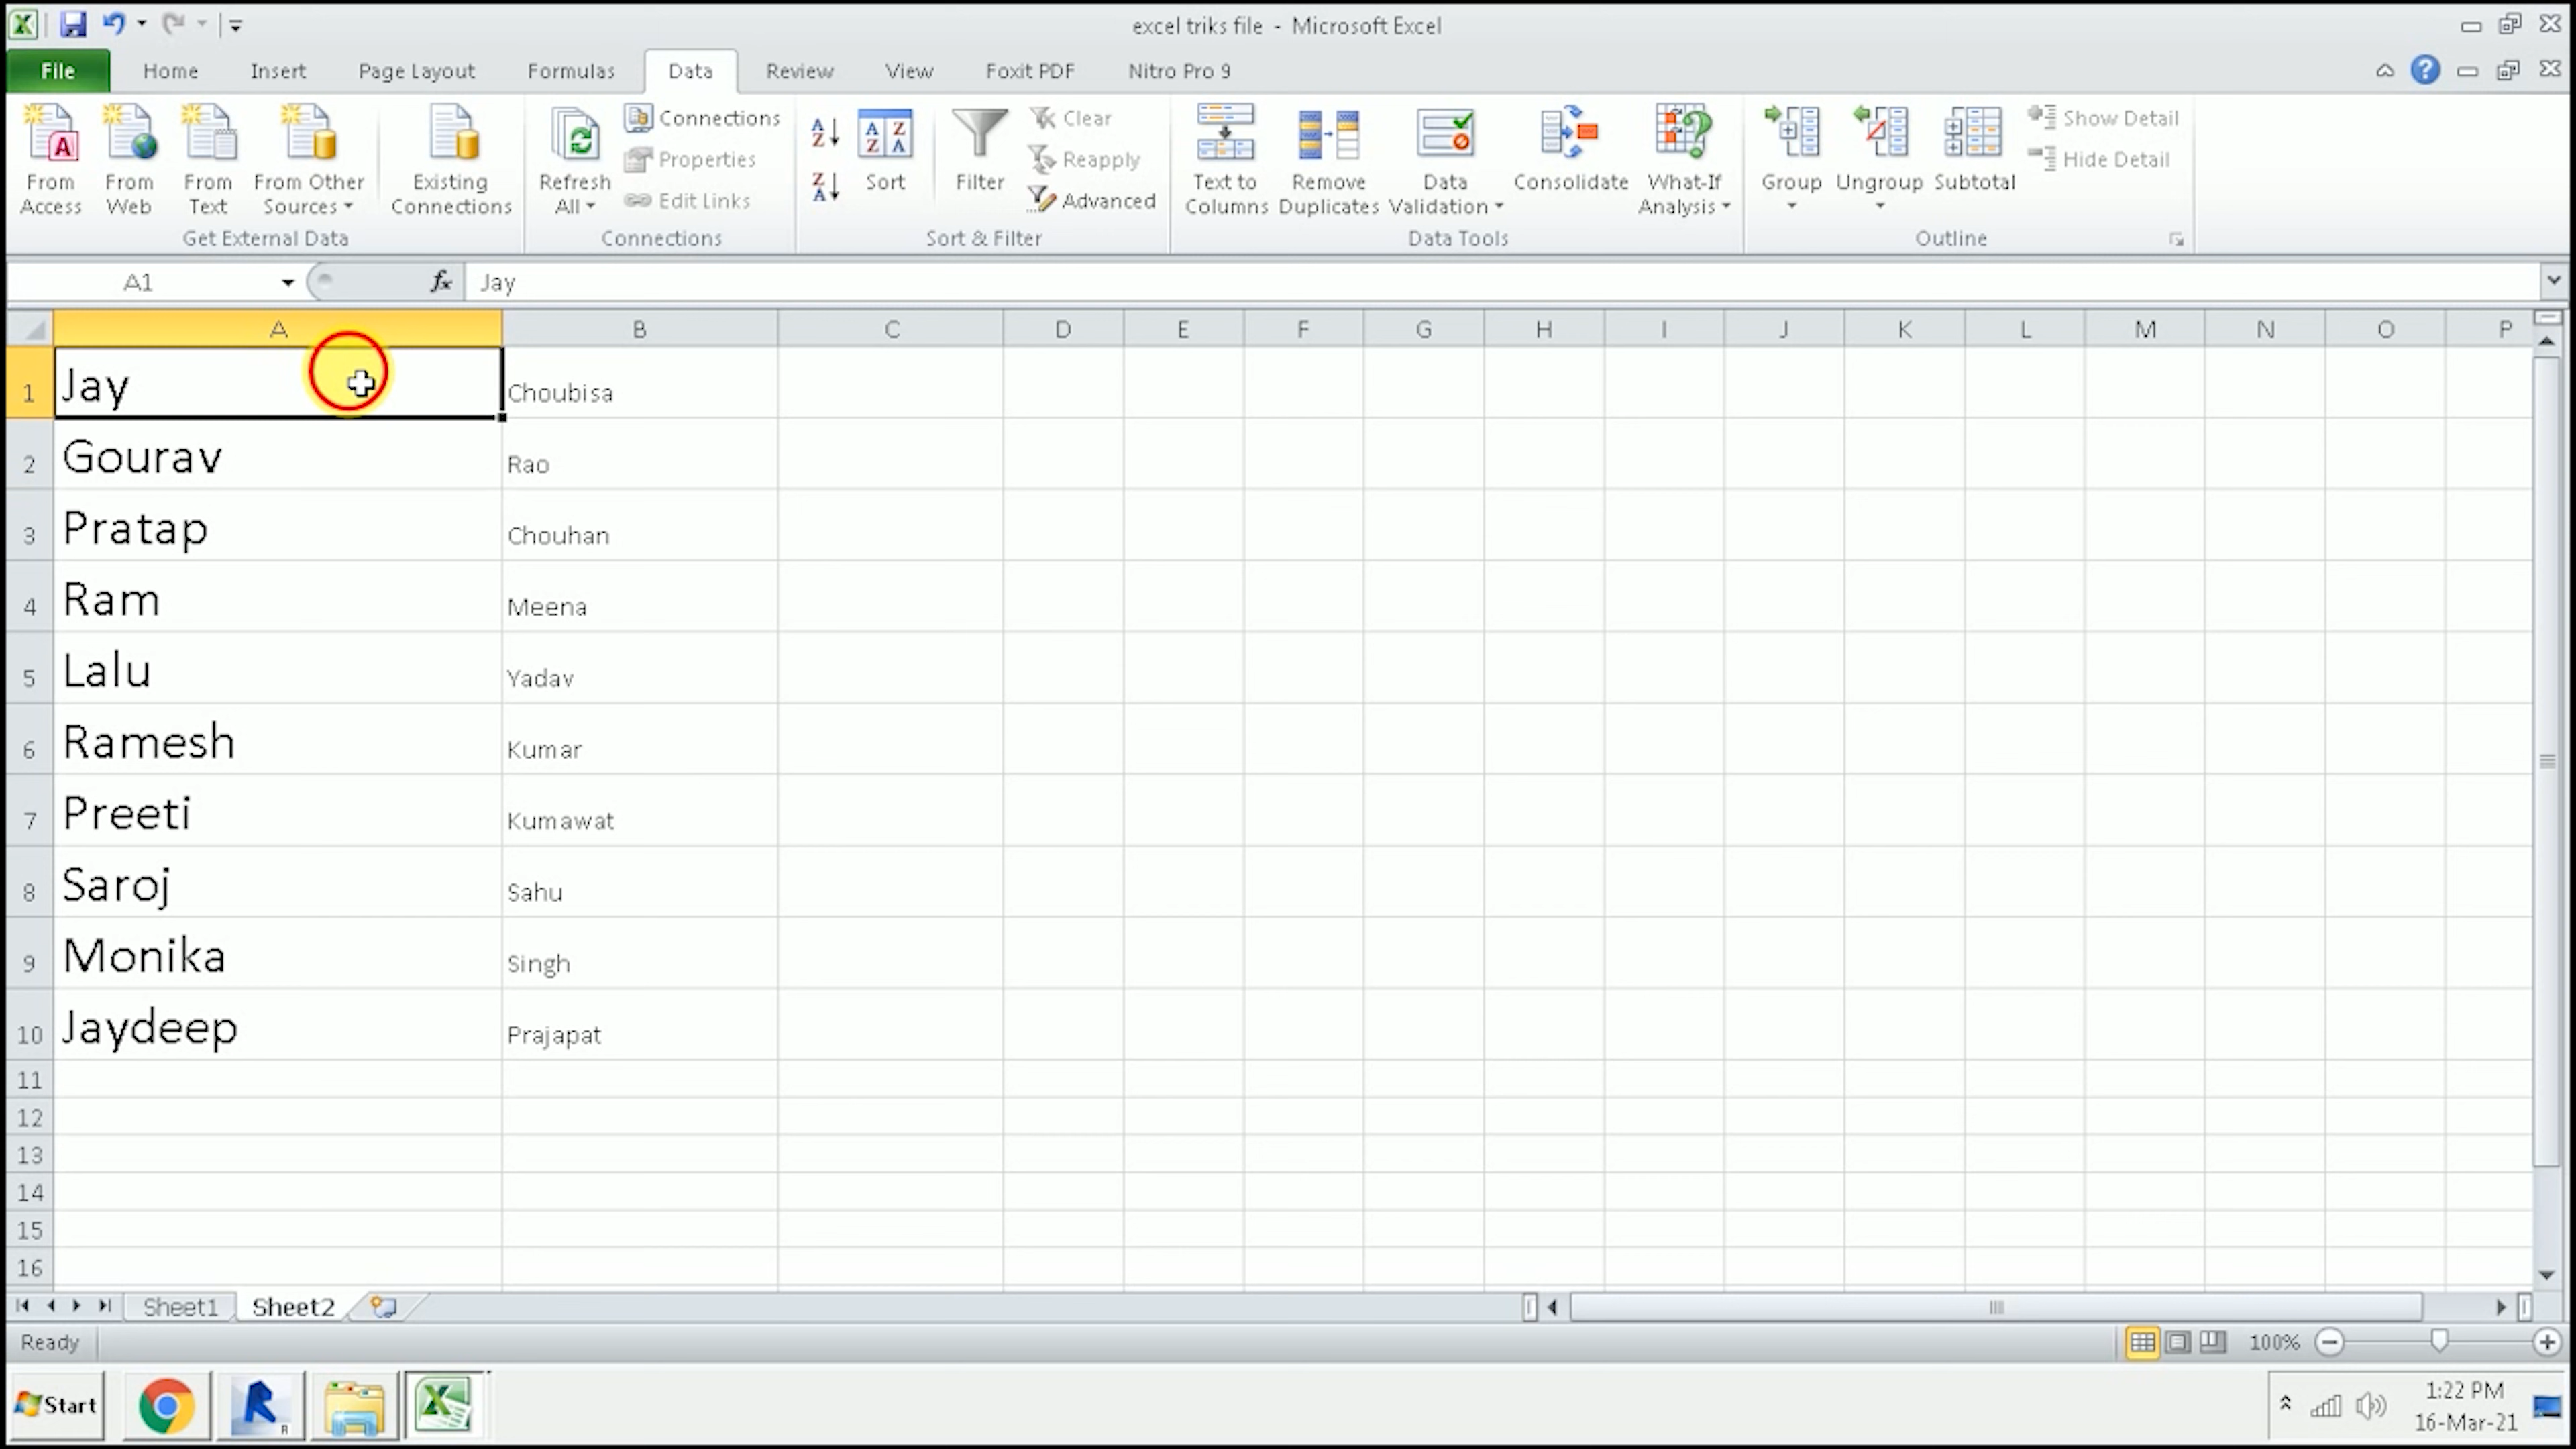 excel triks file - Microsoft Excel
File Home Insert Page Layout Formulas Data Review View Foxit PDF Nitro Pro 9
From Access
From Web
From Text
From Other Sources
Existing Connections
Get External Data
Refresh All
Connections
Properties
Edit Links
Connections
Sort
Filter
Clear
Reapply
Advanced
Sort & Filter
Text to Columns
Remove Duplicates
Data Validation
Consolidate
What-If Analysis
Data Tools
Group
Ungroup
Subtotal
Show Detail
Hide Detail
Outline
A1 fx Jay
A B C D E F G H I J K L M N O P
1 Jay Choubisa
2 Gourav Rao
3 Pratap Chouhan
4 Ram Meena
5 Lalu Yadav
6 Ramesh Kumar
7 Preeti Kumawat
8 Saroj Sahu
9 Monika Singh
10 Jaydeep Prajapat
11
12
13
14
15
16
Sheet1 Sheet2
Ready 100%
Start
1:22 PM
16-Mar-21